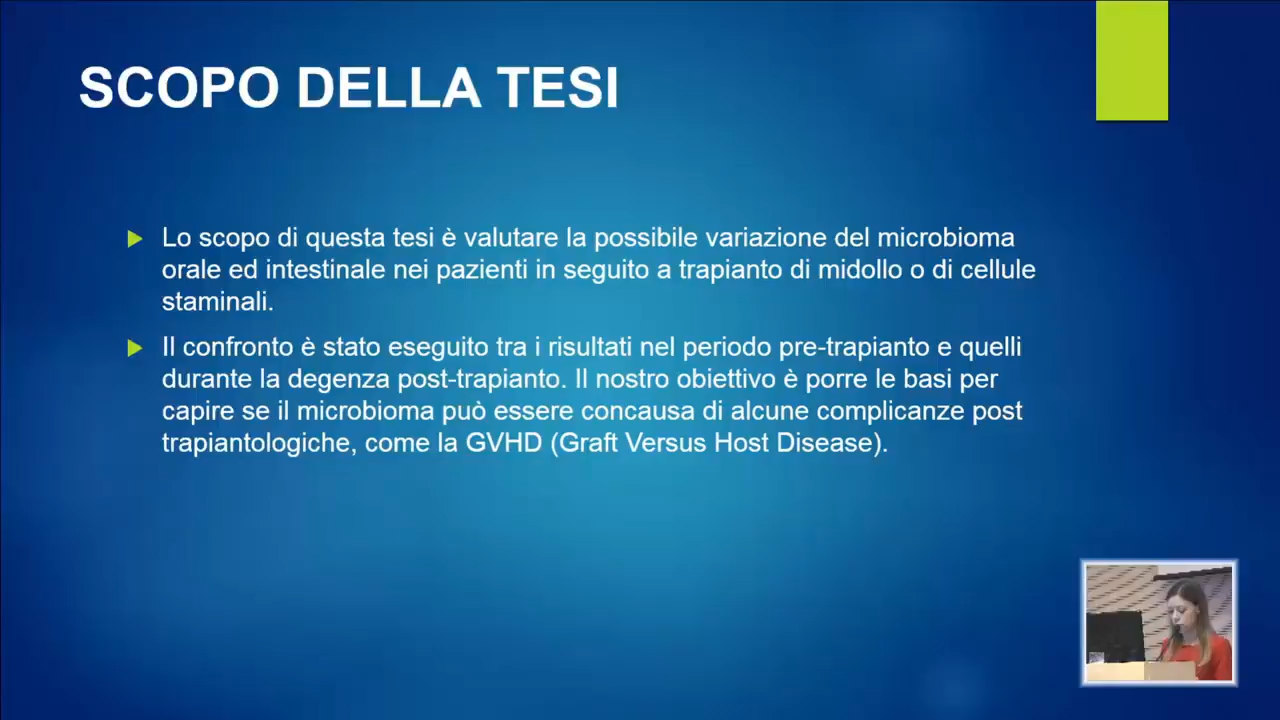 SCOPO DELLA TESI
Lo scopo di questa tesi è valutare la possibile variazione del microbioma
orale ed intestinale nei pazienti in seguito a trapianto di midollo o di cellule
staminali.
Il confronto è stato eseguito tra i risultati nel periodo pre-trapianto e quelli
durante la degenza post-trapianto. Il nostro obiettivo è porre le basi per
capire se il microbioma può essere concausa di alcune complicanze post
trapiantologiche, come la GVHD (Graft Versus Host Disease).